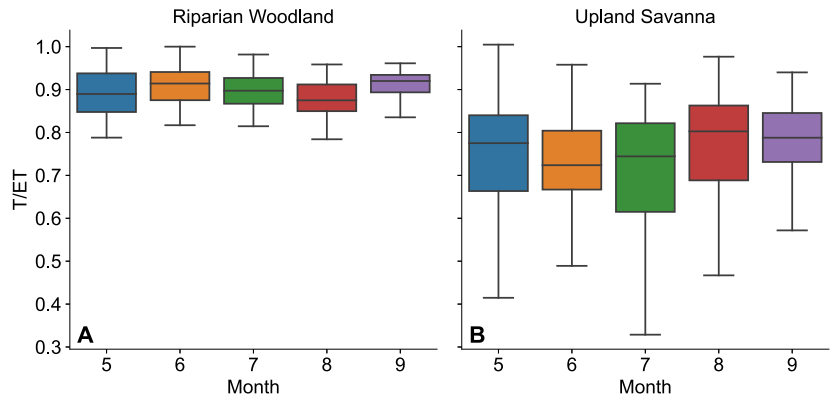 Riparian Woodland
Upland Savanna
1.0
0.9
0.8
0.7
0.6
0.5
0.4
0.3
T/ET
A
B
5 6 7 8 9
5 6 7 8 9
Month
Month